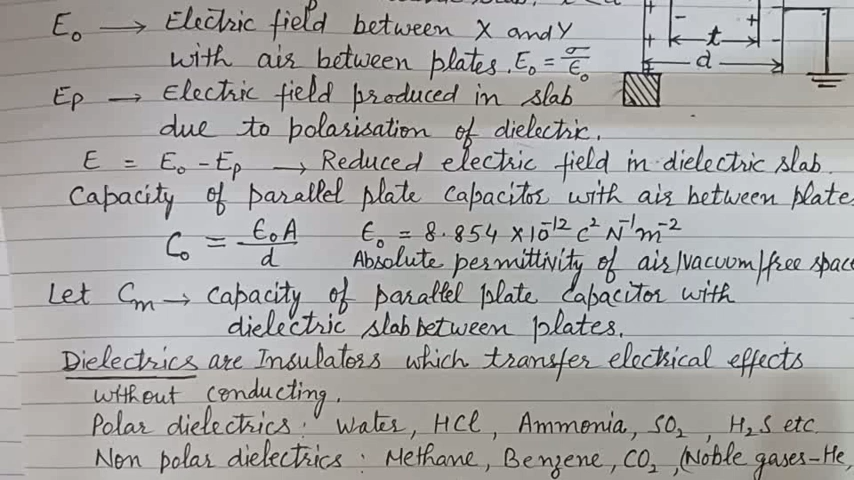 E₀ → Electric field between X and Y
with air between plates. E₀ = σ/ϵ₀
Ep → Electric field produced in slab
due to polarisation of dielectric.
E = E₀ - Ep → Reduced electric field in dielectric slab.
Capacity of parallel plate capacitor with air between plate
C₀ = ϵ₀A/d ϵ₀ = 8.854 × 10⁻¹² C² N⁻¹ m⁻²
Absolute permittivity of air/vacuum/free space
Let Cm → Capacity of parallel plate capacitor with
dielectric slab between plates.
Dielectrics are Insulators which transfer electrical effects
without conducting.
Polar dielectrics: Water, HCl, Ammonia, SO₂, H₂S etc.
Non polar dielectrics: Methane, Benzene, CO₂, (Noble gases-He,
+ - + -
+ t -
d